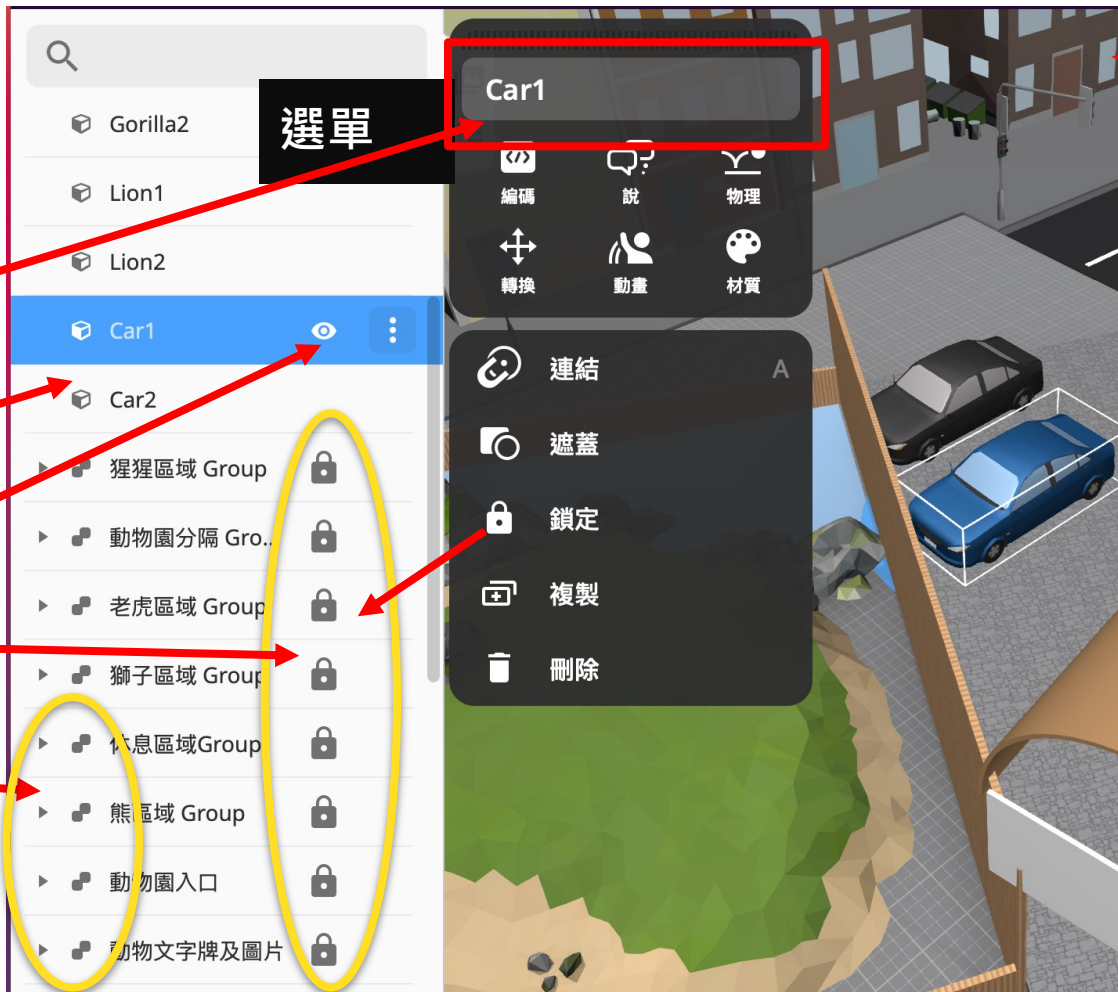 Gorilla2
選單
Lion1
Lion2
Car1
Car2
猩猩區域 Group
動物園分隔 Gro..
老虎區域 Group
獅子區域 Group
休息區域Group
熊區域 Group
動物園入口
動物文字牌及圖片
Car1
編碼
說
物理
轉換
動畫
材質
連結 A
遮蓋
鎖定
複製
刪除